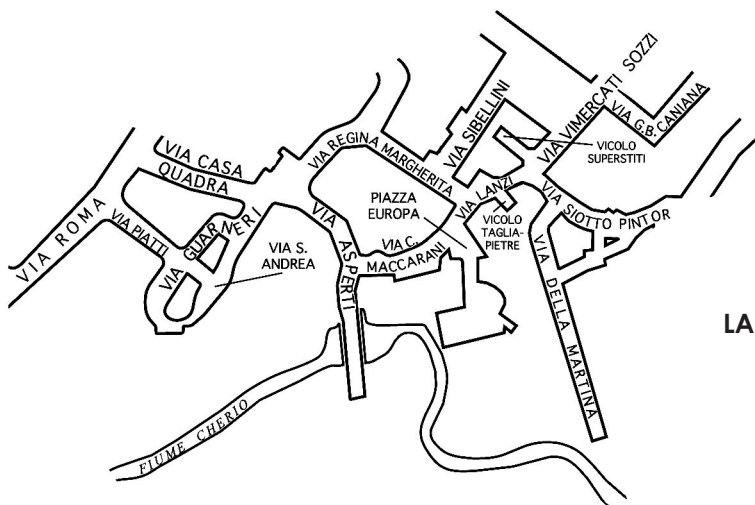 VIA VIMERCATI SOZZI
VIA G.B. CANIANA
VIA SIBELLINI
VICOLO
SUPERSTITI
VIA REGINA MARGHERITA
VIA CASA
QUADRA
PIAZZA
EUROPA
VIA LANZI
VIA SIOTTO PINTOR
VICOLO
TAGLIA-
PIETRE
VIA ROMA
VIA PIATTI
VIA GUARNERI
VIA S.
ANDREA
VIA ASPERTI
VIA C.
MACCARANI
VIA DELLA MARTINA
LA
FIUME CHERIO